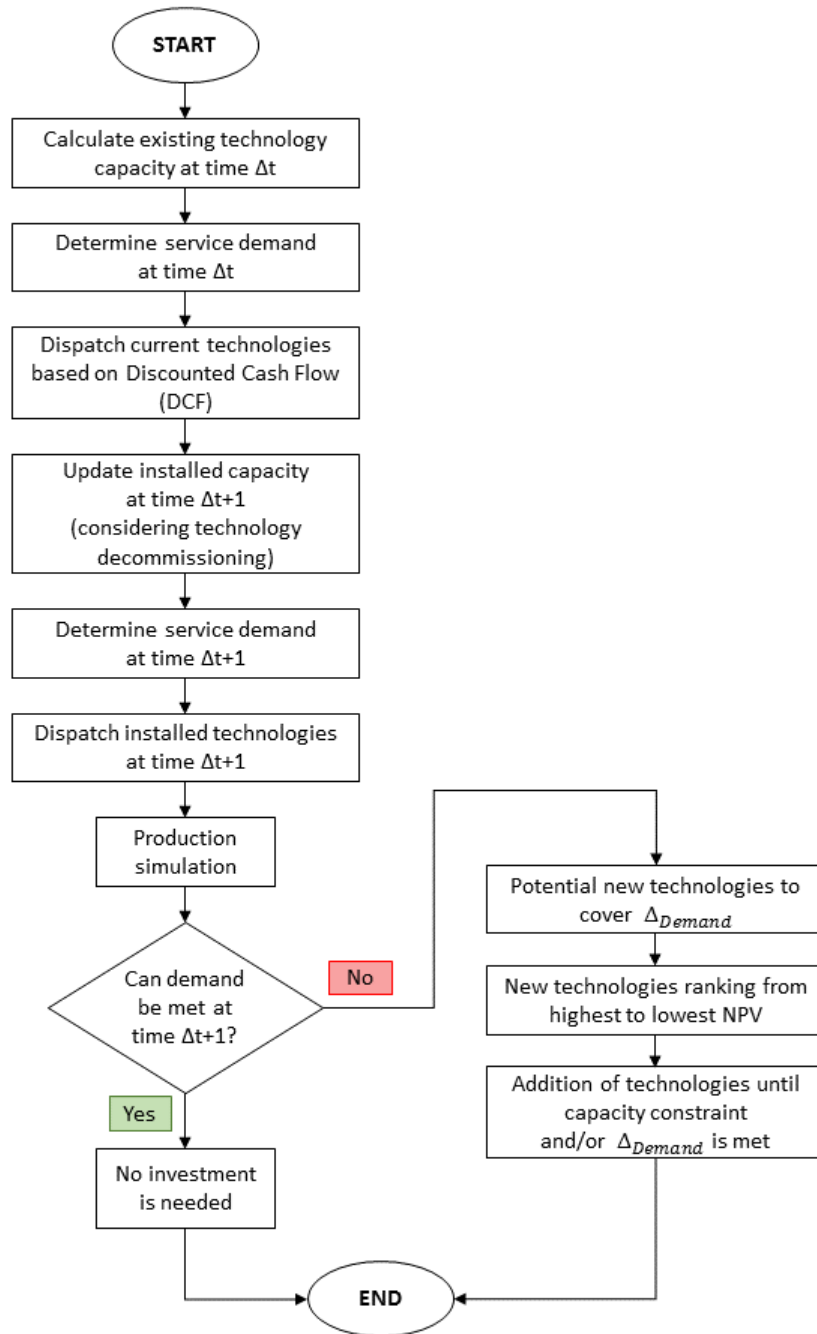 START
Calculate existing technology
capacity at time Δt
Determine service demand
at time Δt
Dispatch current technologies
based on Discounted Cash Flow
(DCF)
Update installed capacity
at time Δt+1
(considering technology
decommissioning)
Determine service demand
at time Δt+1
Dispatch installed technologies
at time Δt+1
Production
simulation
Can demand
be met at
time Δt+1?
No
Yes
No investment
is needed
Potential new technologies to
cover Δ_Demand
New technologies ranking from
highest to lowest NPV
Addition of technologies until
capacity constraint
and/or Δ_Demand is met
END